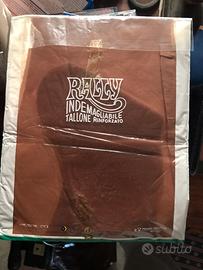 RALLY
INDEMAGLIABILE
TALLONE RINFORZATO
subito